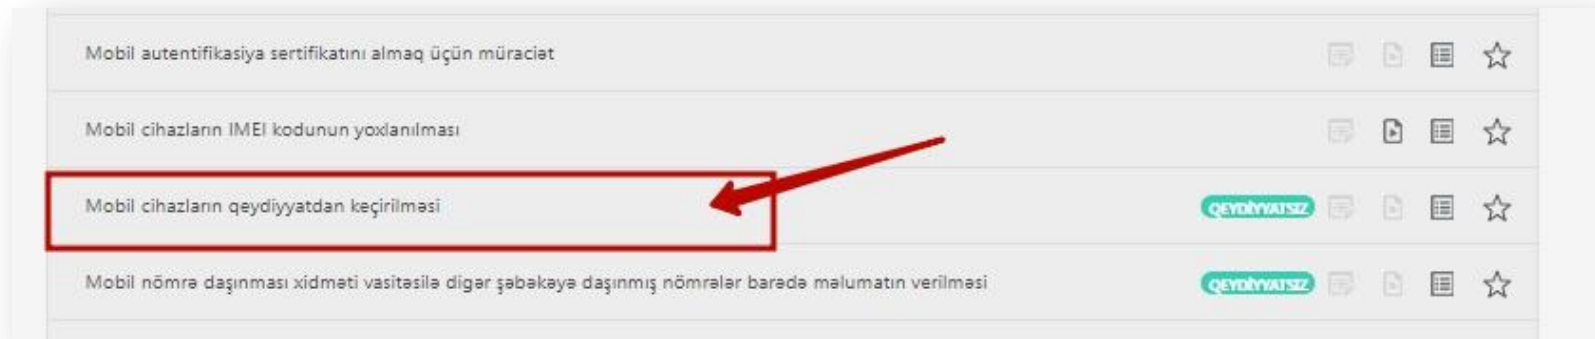 Mobil autentifikasiya sertifikatını almaq üçün müraciət
Mobil cihazların IMEI kodunun yoxlanılması
Mobil cihazların qeydiyyatdan keçirilməsi QEYDİYYATSIZ
Mobil nömrə daşınması xidməti vasitəsilə digər şəbəkəyə daşınmış nömrələr barədə məlumatın verilməsi QEYDİYYATSIZ